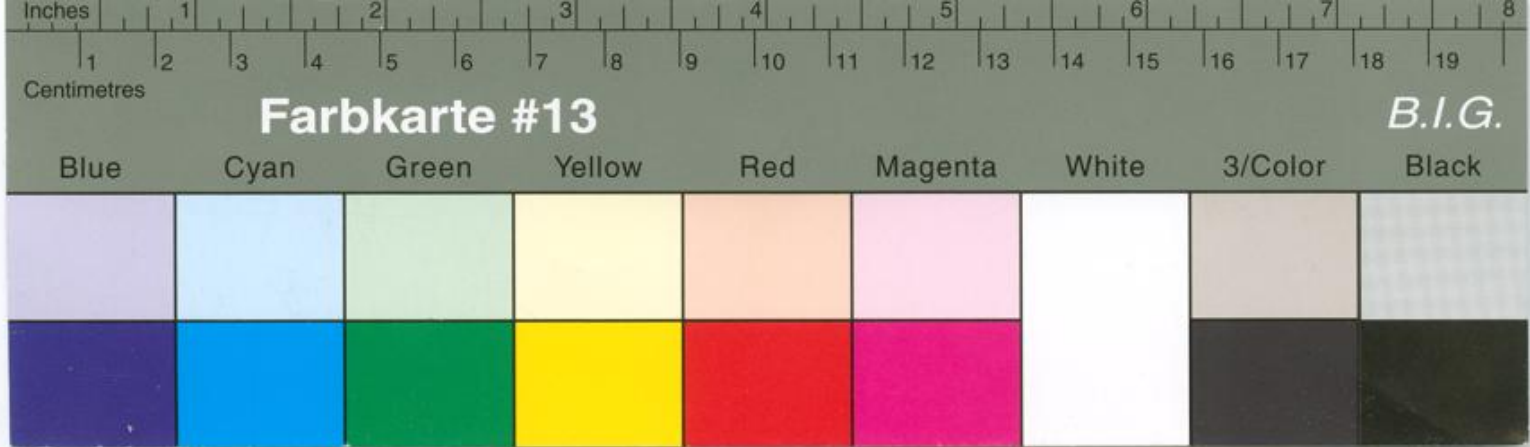 Inches 1 2 3 4 5 6 7 8
1 2 3 4 5 6 7 8 9 10 11 12 13 14 15 16 17 18 19
Centimetres
Farbkarte #13 B.I.G.
Blue Cyan Green Yellow Red Magenta White 3/Color Black